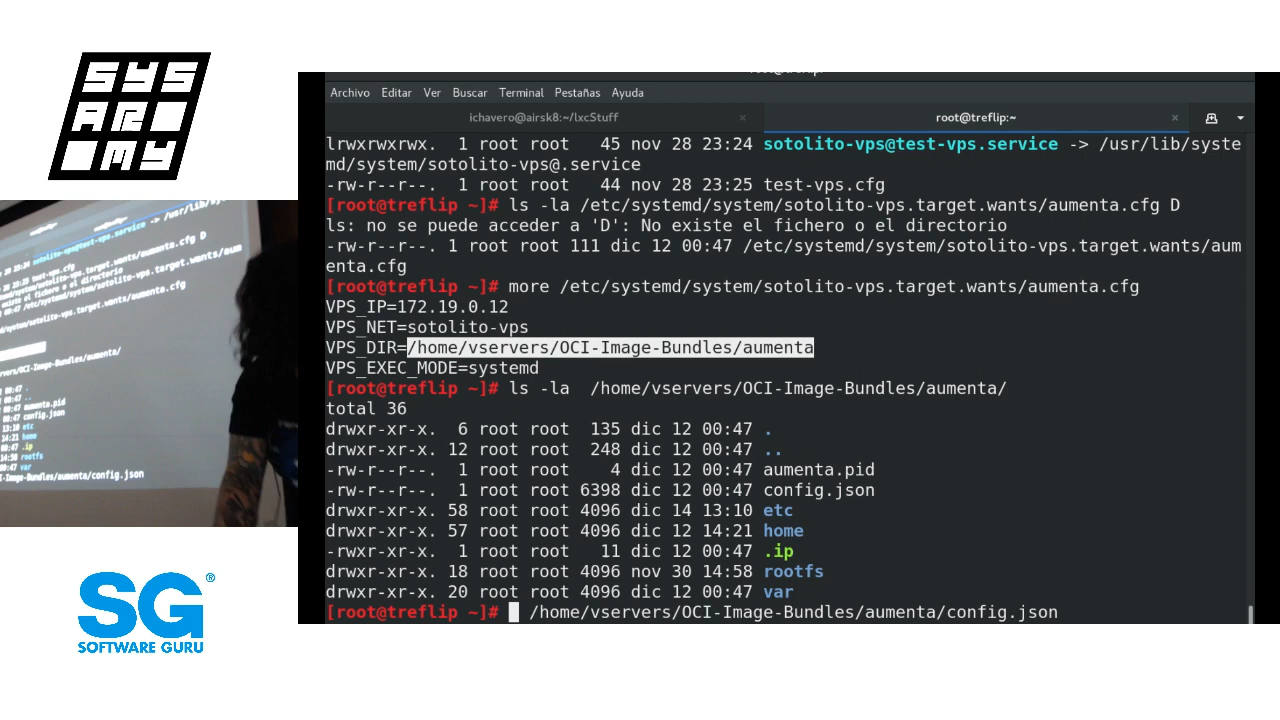 SYS
AR
MY
Archivo Editar Ver Buscar Terminal Pestañas Ayuda
ichavero@airsk8:~/lxcStuff × root@treflip:~ ×
lrwxrwxrwx. 1 root root 45 nov 28 23:24 sotolito-vps@test-vps.service -> /usr/lib/syste
md/system/sotolito-vps@.service
-rw-r--r--. 1 root root 44 nov 28 23:25 test-vps.cfg
[root@treflip ~]# ls -la /etc/systemd/system/sotolito-vps.target.wants/aumenta.cfg D
ls: no se puede acceder a 'D': No existe el fichero o el directorio
-rw-r--r--. 1 root root 111 dic 12 00:47 /etc/systemd/system/sotolito-vps.target.wants/aum
enta.cfg
[root@treflip ~]# more /etc/systemd/system/sotolito-vps.target.wants/aumenta.cfg
VPS_IP=172.19.0.12
VPS_NET=sotolito-vps
VPS_DIR=/home/vservers/OCI-Image-Bundles/aumenta
VPS_EXEC_MODE=systemd
[root@treflip ~]# ls -la /home/vservers/OCI-Image-Bundles/aumenta/
total 36
drwxr-xr-x. 6 root root 135 dic 12 00:47 .
drwxr-xr-x. 12 root root 248 dic 12 00:47 ..
-rw-r--r--. 1 root root 4 dic 12 00:47 aumenta.pid
-rw-r--r--. 1 root root 6398 dic 12 00:47 config.json
drwxr-xr-x. 58 root root 4096 dic 14 13:10 etc
drwxr-xr-x. 57 root root 4096 dic 12 14:21 home
-rwxr-xr-x. 1 root root 11 dic 12 00:47 .ip
drwxr-xr-x. 18 root root 4096 nov 30 14:58 rootfs
drwxr-xr-x. 20 root root 4096 dic 12 00:47 var
[root@treflip ~]# /home/vservers/OCI-Image-Bundles/aumenta/config.json
SG®
SOFTWARE GURU